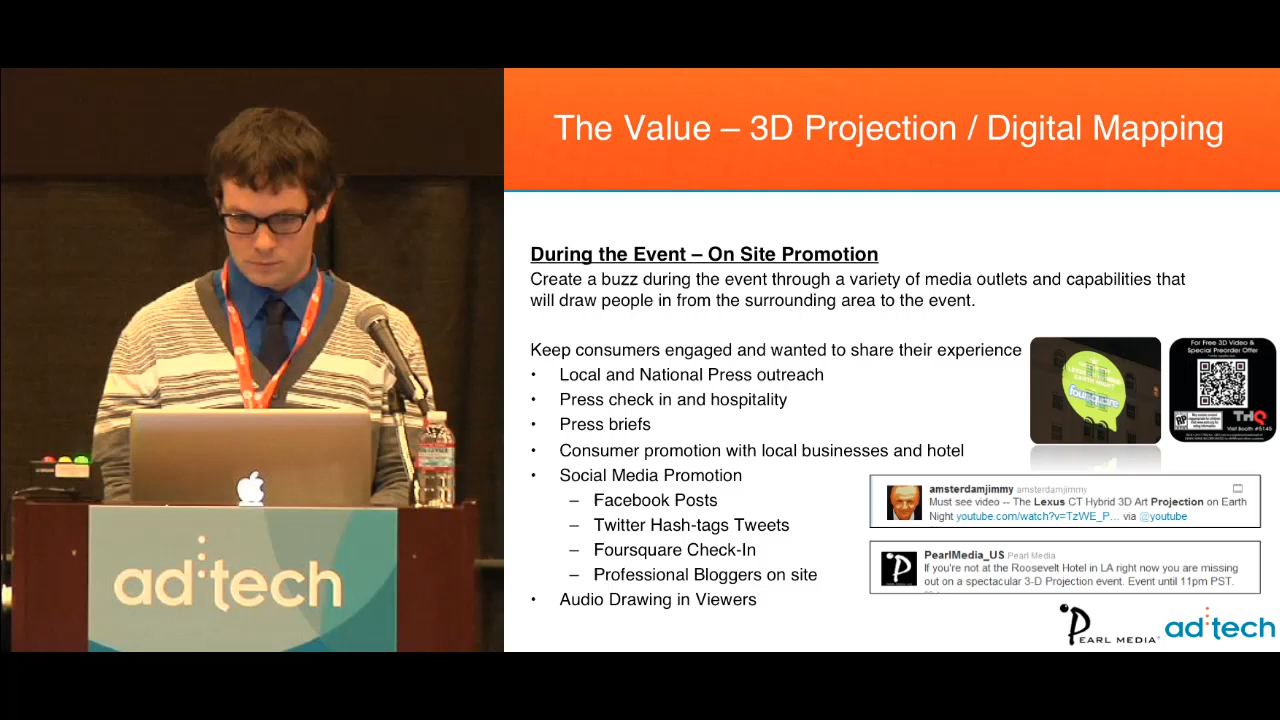 The Value – 3D Projection / Digital Mapping
During the Event – On Site Promotion
Create a buzz during the event through a variety of media outlets and capabilities that
will draw people in from the surrounding area to the event.
Keep consumers engaged and wanted to share their experience
• Local and National Press outreach
• Press check in and hospitality
• Press briefs
• Consumer promotion with local businesses and hotel
• Social Media Promotion
– Facebook Posts
– Twitter Hash-tags Tweets
– Foursquare Check-In
– Professional Bloggers on site
• Audio Drawing in Viewers
foursquare
For Free 3D Video &
Special Preorder Offer
RP
THQ
Visit Booth #5145
amsterdamjimmy amsterdamjimmy
Must see video -- The Lexus CT Hybrid 3D Art Projection on Earth
Night youtube.com/watch?v=TzWE_P... via @youtube
PearlMedia_US Pearl Media
If you're not at the Roosevelt Hotel in LA right now you are missing
out on a spectacular 3-D Projection event. Event until 11pm PST.
PEARL MEDIA
ad:tech
ad:tech